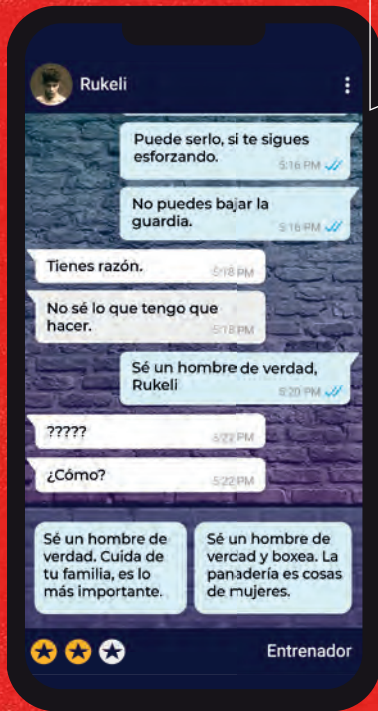 Rukeli
Puede serlo, si te sigues
esforzando.
5:16 PM
No puedes bajar la
guardia.
5:16 PM
Tienes razón.
5:18 PM
No sé lo que tengo que
hacer.
5:18 PM
Sé un hombre de verdad,
Rukeli
5:20 PM
?????
5:22 PM
¿Cómo?
5:22 PM
Sé un hombre de
verdad. Cuida de
tu familia, es lo
más importante.
Sé un hombre de
verdad y boxea. La
panadería es cosas
de mujeres.
Entrenador